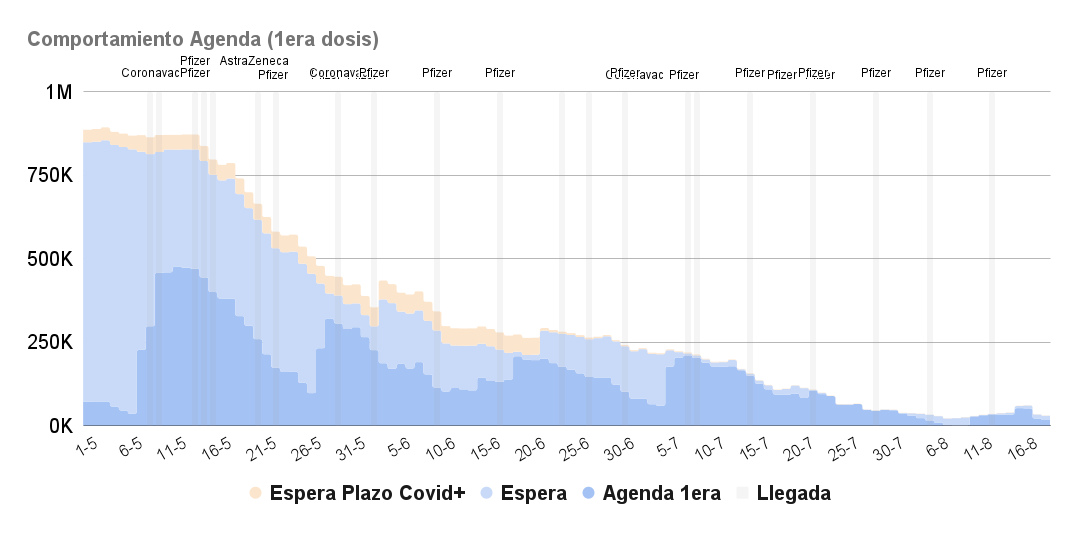 Comportamiento Agenda (1era dosis)
Pfizer AstraZeneca
Coronavac Pfizer Pfizer Pfizer Pfizer Pfizer Pfizer Pfizer Pfizer Pfizer Pfizer Pfizer Pfizer Pfizer
1M
750K
500K
250K
0K
1-5 6-5 11-5 16-5 21-5 26-5 31-5 5-6 10-6 15-6 20-6 25-6 30-6 5-7 10-7 15-7 20-7 25-7 30-7 6-8 11-8 16-8
Espera Plazo Covid+ Espera Agenda 1era Llegada